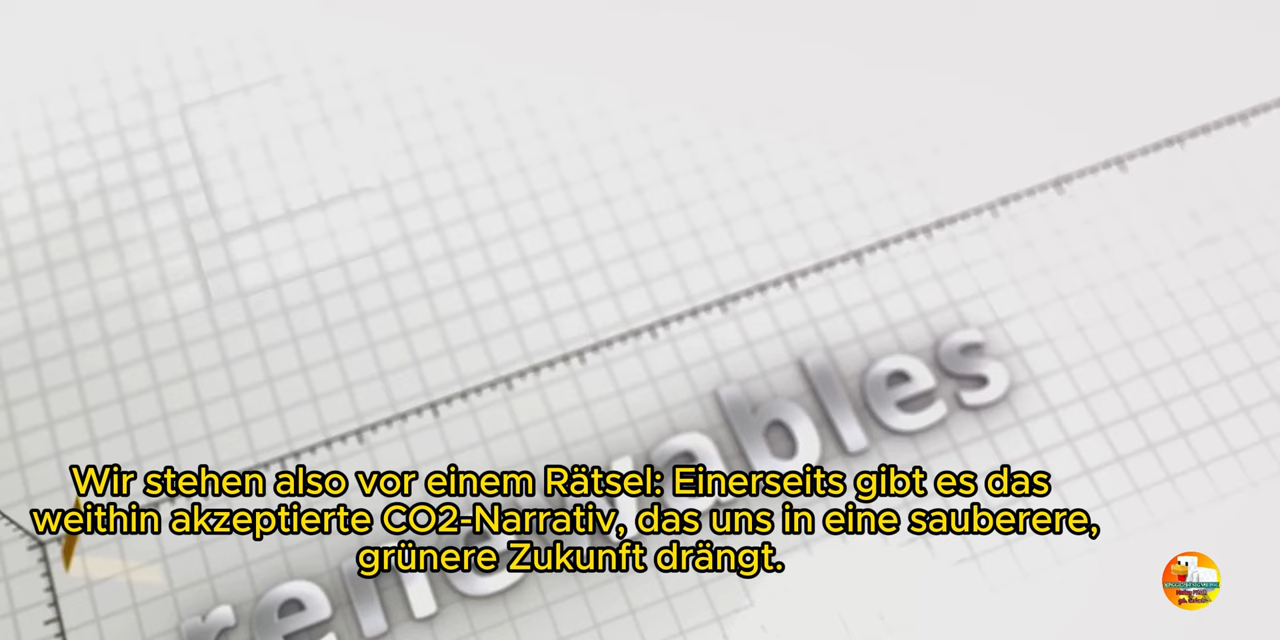 renewables
Wir stehen also vor einem Rätsel: Einerseits gibt es das
weithin akzeptierte CO2-Narrativ, das uns in eine sauberere,
grünere Zukunft drängt.